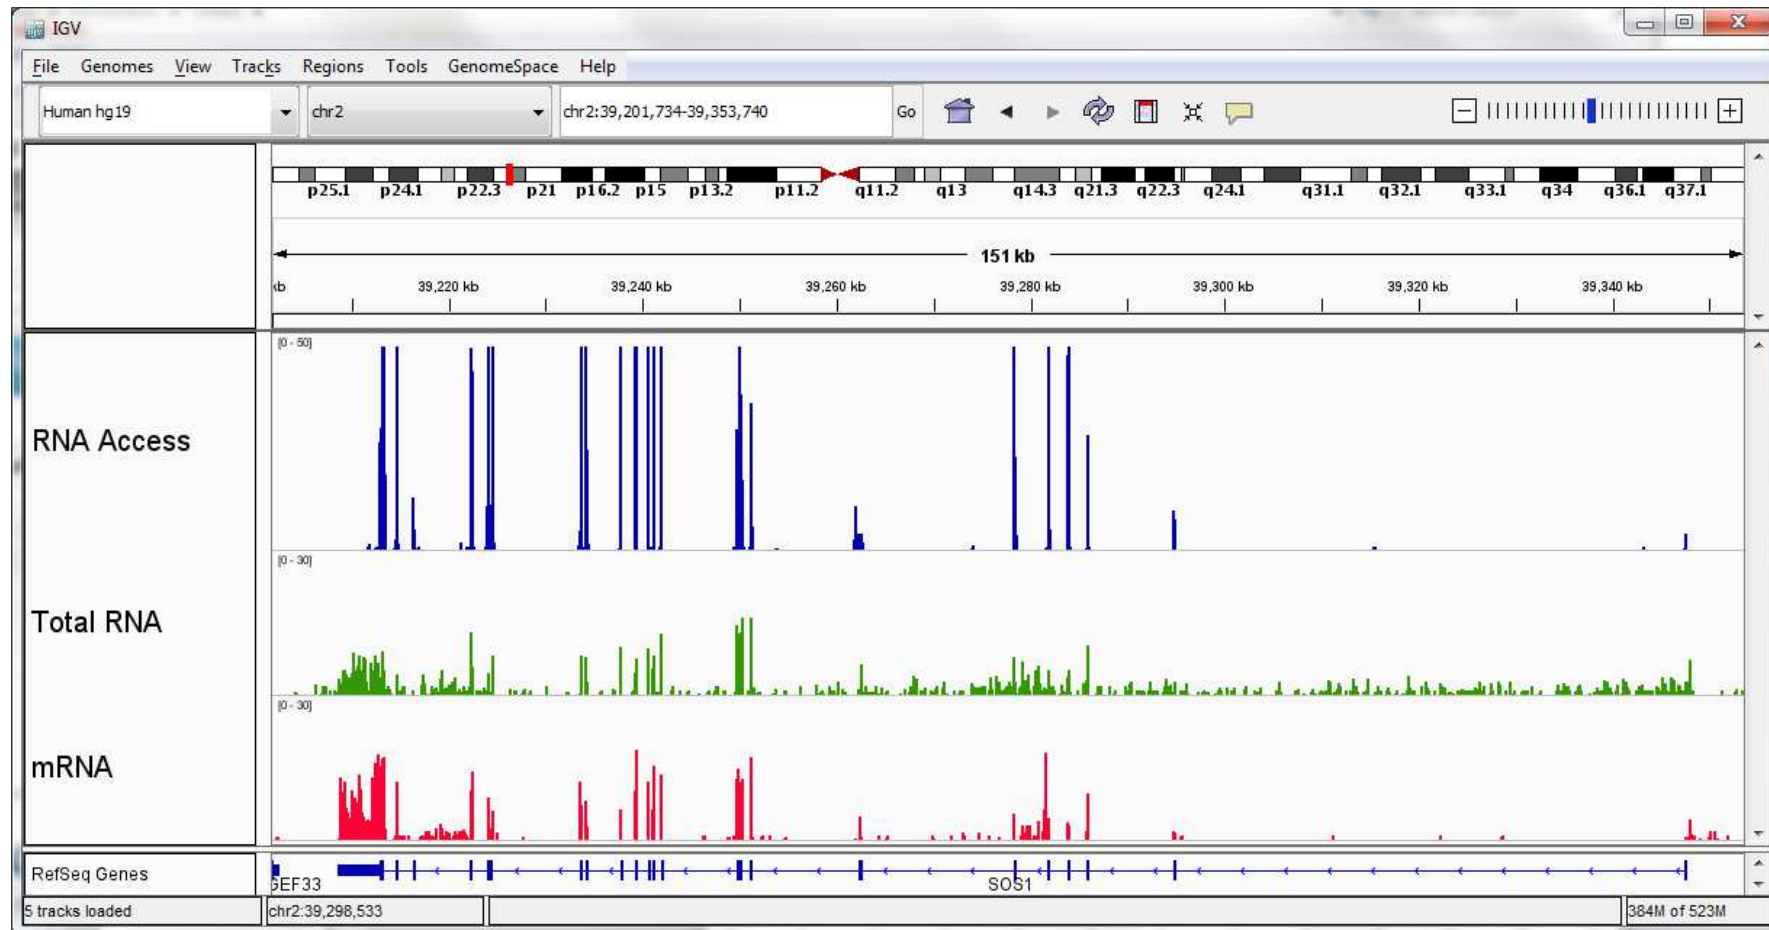 IGV
File Genomes View Tracks Regions Tools GenomeSpace Help
Human hg19 chr2 chr2:39,201,734-39,353,740 Go
p25.1 p24.1 p22.3 p21 p16.2 p15 p13.2 p11.2 q11.2 q13 q14.3 q21.3 q22.3 q24.1 q31.1 q32.1 q33.1 q34 q36.1 q37.1
151 kb
kb 39,220 kb 39,240 kb 39,260 kb 39,280 kb 39,300 kb 39,320 kb 39,340 kb
[0 - 50]
RNA Access
[0 - 30]
Total RNA
[0 - 30]
mRNA
RefSeq Genes
GEF33 SOS1
5 tracks loaded chr2:39,298,533 384M of 523M